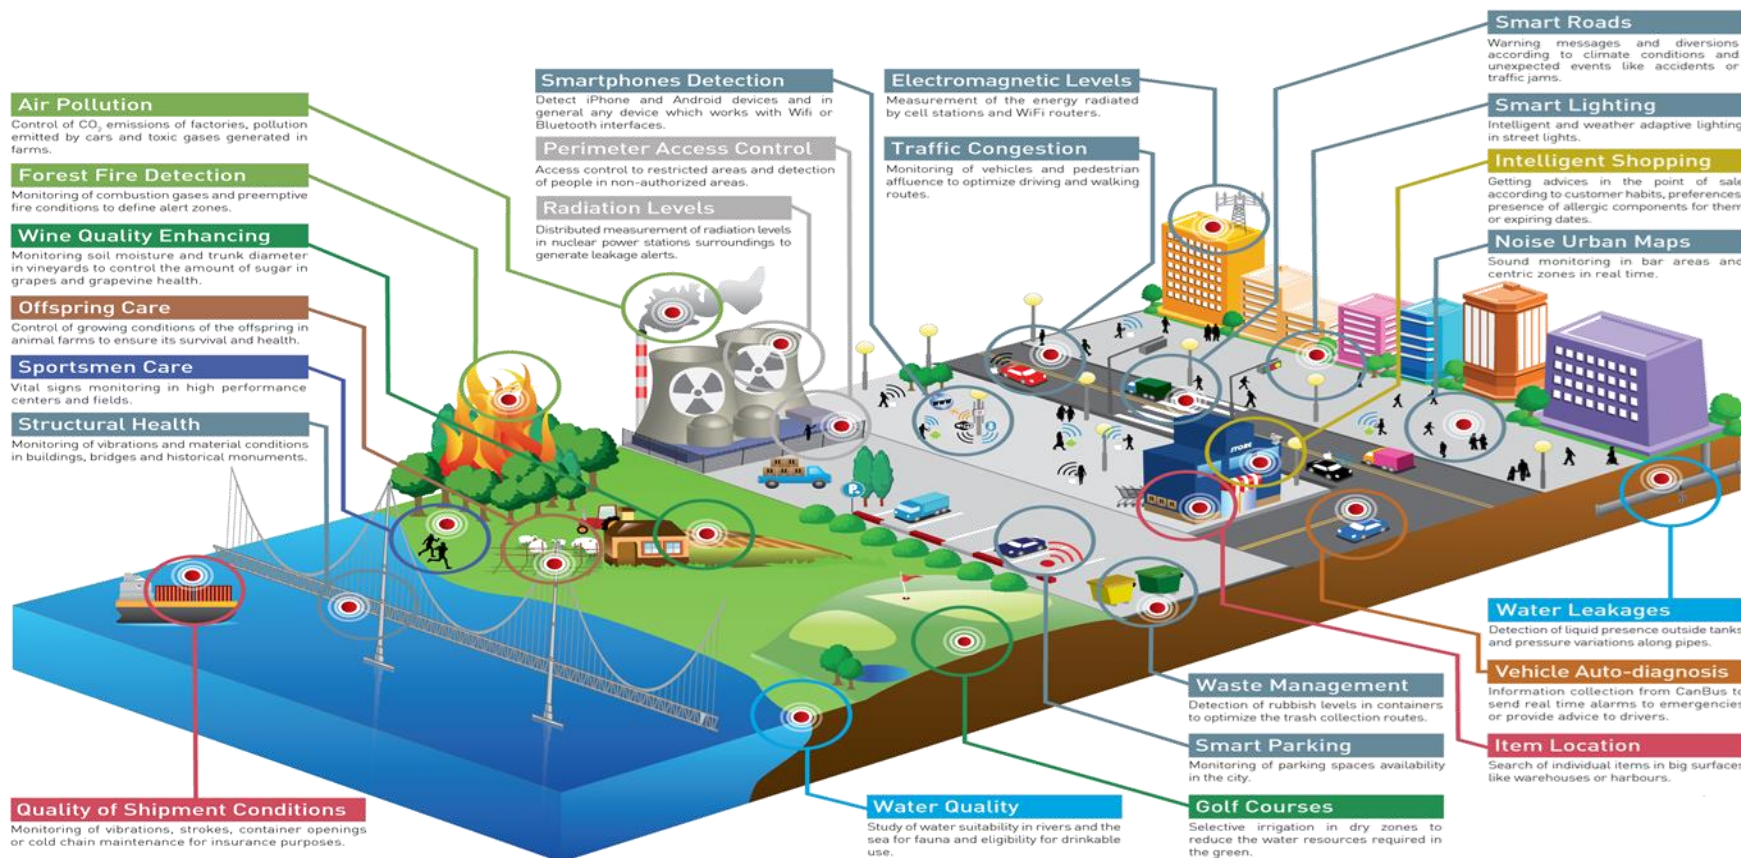 Air Pollution
Control of CO₂ emissions of factories, pollution
emitted by cars and toxic gases generated in
farms.
Forest Fire Detection
Monitoring of combustion gases and preemptive
fire conditions to define alert zones.
Wine Quality Enhancing
Monitoring soil moisture and trunk diameter
in vineyards to control the amount of sugar in
grapes and grapevine health.
Offspring Care
Control of growing conditions of the offspring in
animal farms to ensure its survival and health.
Sportsmen Care
Vital signs monitoring in high performance
centers and fields.
Structural Health
Monitoring of vibrations and material conditions
in buildings, bridges and historical monuments.
Quality of Shipment Conditions
Monitoring of vibrations, strokes, container openings
or cold chain maintenance for insurance purposes.
Smartphones Detection
Detect iPhone and Android devices and in
general any device which works with Wifi or
Bluetooth interfaces.
Perimeter Access Control
Access control to restricted areas and detection
of people in non-authorized areas.
Radiation Levels
Distributed measurement of radiation levels
in nuclear power stations surroundings to
generate leakage alerts.
Electromagnetic Levels
Measurement of the energy radiated
by cell stations and WiFi routers.
Traffic Congestion
Monitoring of vehicles and pedestrian
affluence to optimize driving and walking
routes.
Smart Roads
Warning messages and diversions
according to climate conditions and
unexpected events like accidents or
traffic jams.
Smart Lighting
Intelligent and weather adaptive lighting
in street lights.
Intelligent Shopping
Getting advices in the point of sale
according to customer habits, preferences,
presence of allergic components for them
or expiring dates.
Noise Urban Maps
Sound monitoring in bar areas and
centric zones in real time.
www
STORE
P
Water Leakages
Detection of liquid presence outside tanks
and pressure variations along pipes.
Vehicle Auto-diagnosis
Information collection from CanBus to
send real time alarms to emergencies
or provide advice to drivers.
Item Location
Search of individual items in big surfaces
like warehouses or harbours.
Waste Management
Detection of rubbish levels in containers
to optimize the trash collection routes.
Smart Parking
Monitoring of parking spaces availability
in the city.
Golf Courses
Selective irrigation in dry zones to
reduce the water resources required in
the green.
Water Quality
Study of water suitability in rivers and the
sea for fauna and eligibility for drinkable
use.